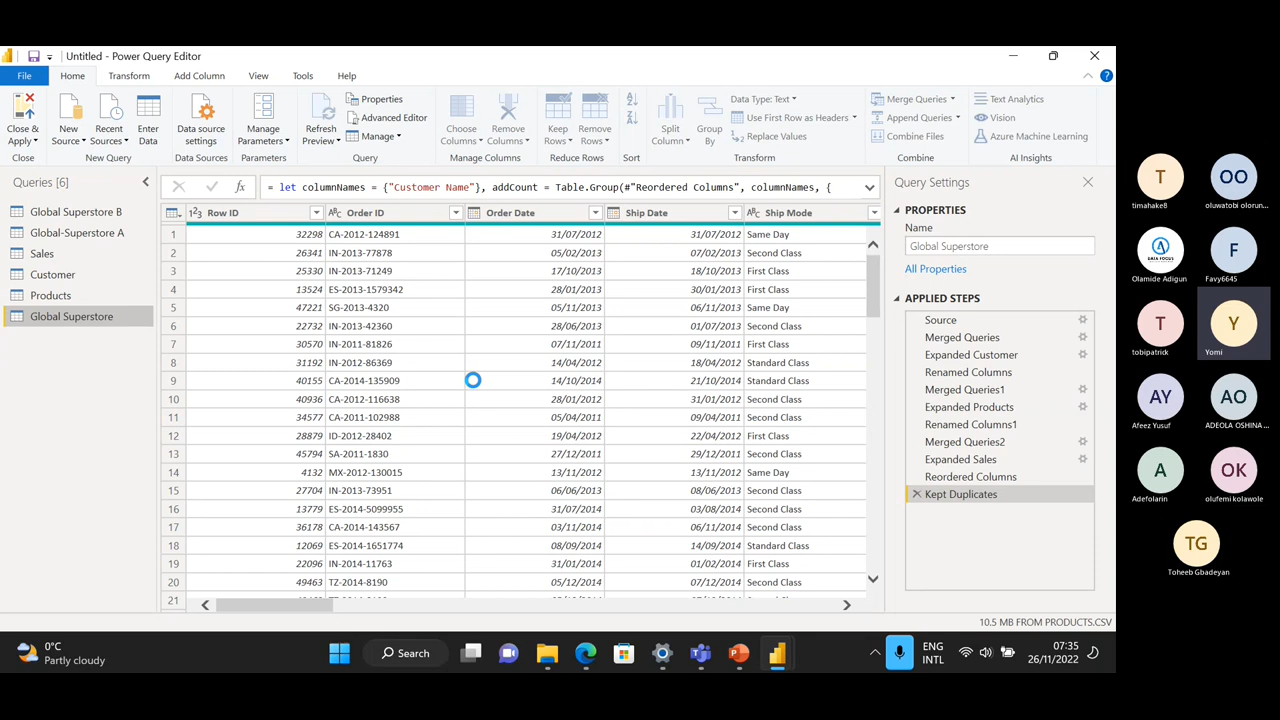 Untitled - Power Query Editor
File Home Transform Add Column View Tools Help
Close & Apply
New Source
Recent Sources
Enter Data
Data source settings
Manage Parameters
Refresh Preview
Properties
Advanced Editor
Manage
Choose Columns
Remove Columns
Keep Rows
Remove Rows
Split Column
Group By
Data Type: Text
Use First Row as Headers
Replace Values
Merge Queries
Append Queries
Combine Files
Text Analytics
Vision
Azure Machine Learning
Close New Query Data Sources Parameters Query Manage Columns Reduce Rows Sort Transform Combine AI Insights
Queries [6]
Global Superstore B
Global-Superstore A
Sales
Customer
Products
Global Superstore
fx = let columnNames = {"Customer Name"}, addCount = Table.Group(#"Reordered Columns", columnNames, {
Row ID Order ID Order Date Ship Date Ship Mode
1 32298 CA-2012-124891 31/07/2012 31/07/2012 Same Day
2 26341 IN-2013-77878 05/02/2013 07/02/2013 Second Class
3 25330 IN-2013-71249 17/10/2013 18/10/2013 First Class
4 13524 ES-2013-1579342 28/01/2013 30/01/2013 First Class
5 47221 SG-2013-4320 05/11/2013 06/11/2013 Same Day
6 22732 IN-2013-42360 28/06/2013 01/07/2013 Second Class
7 30570 IN-2011-81826 07/11/2011 09/11/2011 First Class
8 31192 IN-2012-86369 14/04/2012 18/04/2012 Standard Class
9 40155 CA-2014-135909 14/10/2014 21/10/2014 Standard Class
10 40936 CA-2012-116638 28/01/2012 31/01/2012 Second Class
11 34577 CA-2011-102988 05/04/2011 09/04/2011 Second Class
12 28879 ID-2012-28402 19/04/2012 22/04/2012 First Class
13 45794 SA-2011-1830 27/12/2011 29/12/2011 Second Class
14 4132 MX-2012-130015 13/11/2012 13/11/2012 Same Day
15 27704 IN-2013-73951 06/06/2013 08/06/2013 Second Class
16 13779 ES-2014-5099955 31/07/2014 03/08/2014 Second Class
17 36178 CA-2014-143567 03/11/2014 06/11/2014 Second Class
18 12069 ES-2014-1651774 08/09/2014 14/09/2014 Standard Class
19 22096 IN-2014-11763 31/01/2014 01/02/2014 First Class
20 49463 TZ-2014-8190 05/12/2014 07/12/2014 Second Class
21
Query Settings
PROPERTIES
Name
Global Superstore
All Properties
APPLIED STEPS
Source
Merged Queries
Expanded Customer
Renamed Columns
Merged Queries1
Expanded Products
Renamed Columns1
Merged Queries2
Expanded Sales
Reordered Columns
Kept Duplicates
10.5 MB FROM PRODUCTS.CSV
0°C
Partly cloudy
Search
ENG
INTL
07:35
26/11/2022
T OO
timahake8 oluwatobi olorun...
F
Olamide Adigun Favy6645
T Y
tobipatrick Yomi
AY AO
Afeez Yusuf ADEOLA OSHINA...
A OK
Adefolarin olufemi kolawole
TG
Toheeb Gbadeyan